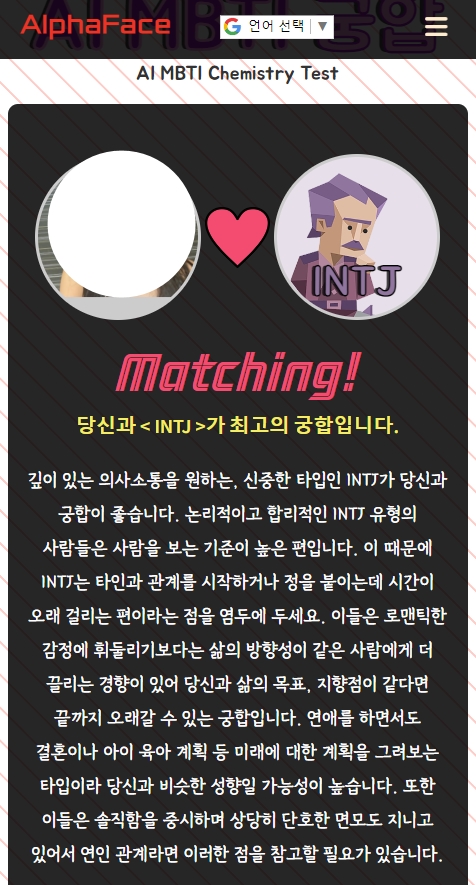 AI MBTI 궁합
AlphaFace
언어 선택 ▼
AI MBTI Chemistry Test
INTJ
Matching!
당신과 < INTJ >가 최고의 궁합입니다.
깊이 있는 의사소통을 원하는, 신중한 타입인 INTJ가 당신과
궁합이 좋습니다. 논리적이고 합리적인 INTJ 유형의
사람들은 사람을 보는 기준이 높은 편입니다. 이 때문에
INTJ는 타인과 관계를 시작하거나 정을 붙이는데 시간이
오래 걸리는 편이라는 점을 염두에 두세요. 이들은 로맨틱한
감정에 휘둘리기보다는 삶의 방향성이 같은 사람에게 더
끌리는 경향이 있어 당신과 삶의 목표, 지향점이 같다면
끝까지 오래갈 수 있는 궁합입니다. 연애를 하면서도
결혼이나 아이 육아 계획 등 미래에 대한 계획을 그려보는
타입이라 당신과 비슷한 성향일 가능성이 높습니다. 또한
이들은 솔직함을 중시하며 상당히 단호한 면모도 지니고
있어서 연인 관계라면 이러한 점을 참고할 필요가 있습니다.